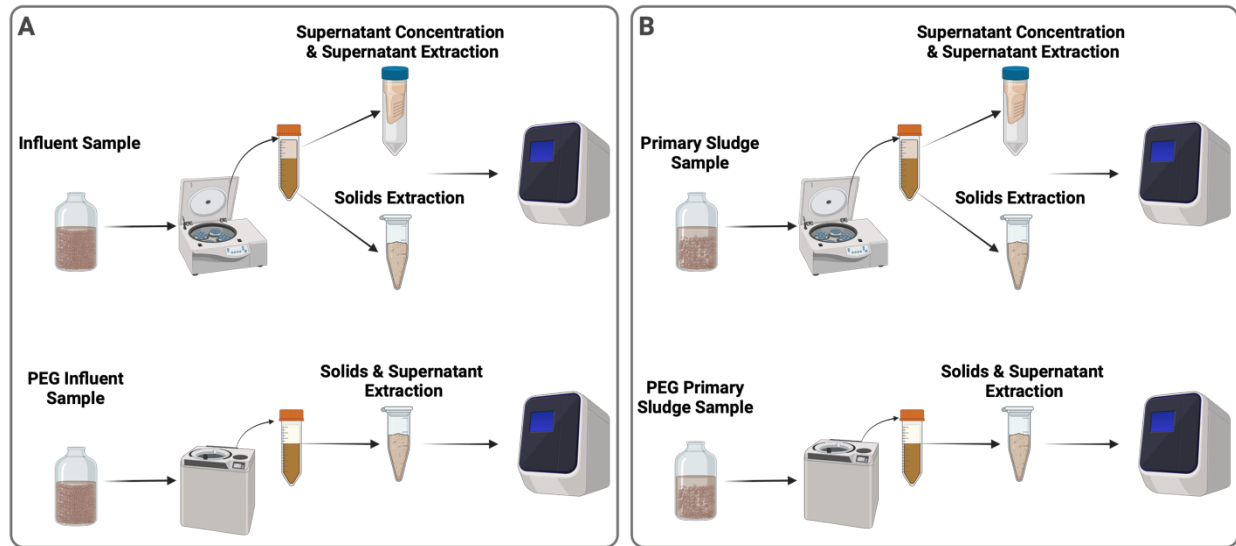 A
Supernatant Concentration
& Supernatant Extraction
Influent Sample
Solids Extraction
PEG Influent
Sample
Solids & Supernatant
Extraction
B
Supernatant Concentration
& Supernatant Extraction
Primary Sludge
Sample
Solids Extraction
PEG Primary
Sludge Sample
Solids & Supernatant
Extraction